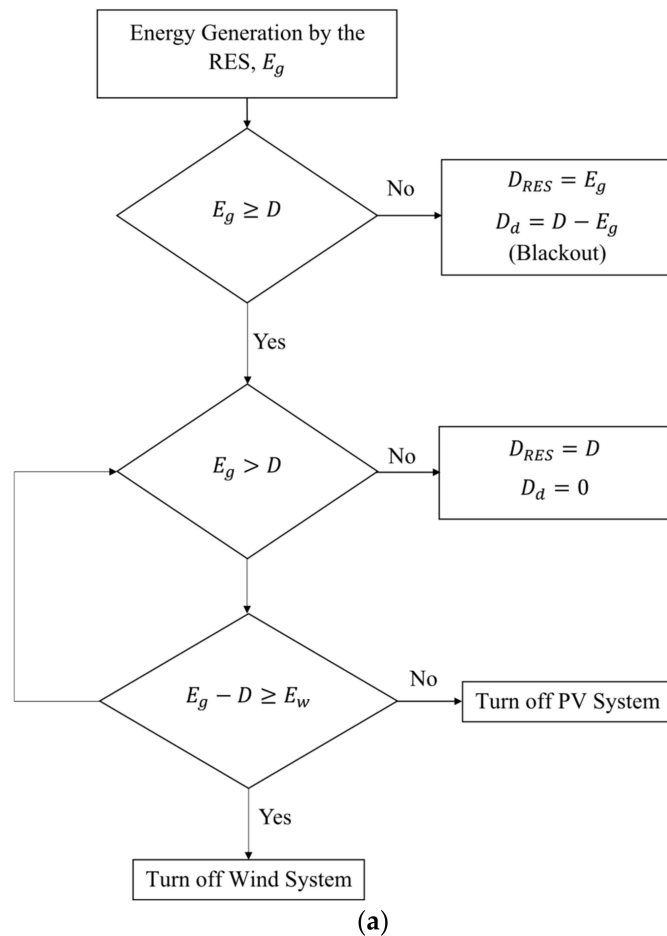 Energy Generation by the
RES, E_g
E_g ≥ D
No
D_RES = E_g
D_d = D − E_g
(Blackout)
Yes
E_g > D
No
D_RES = D
D_d = 0
E_g − D ≥ E_w
No
Turn off PV System
Yes
Turn off Wind System
(a)